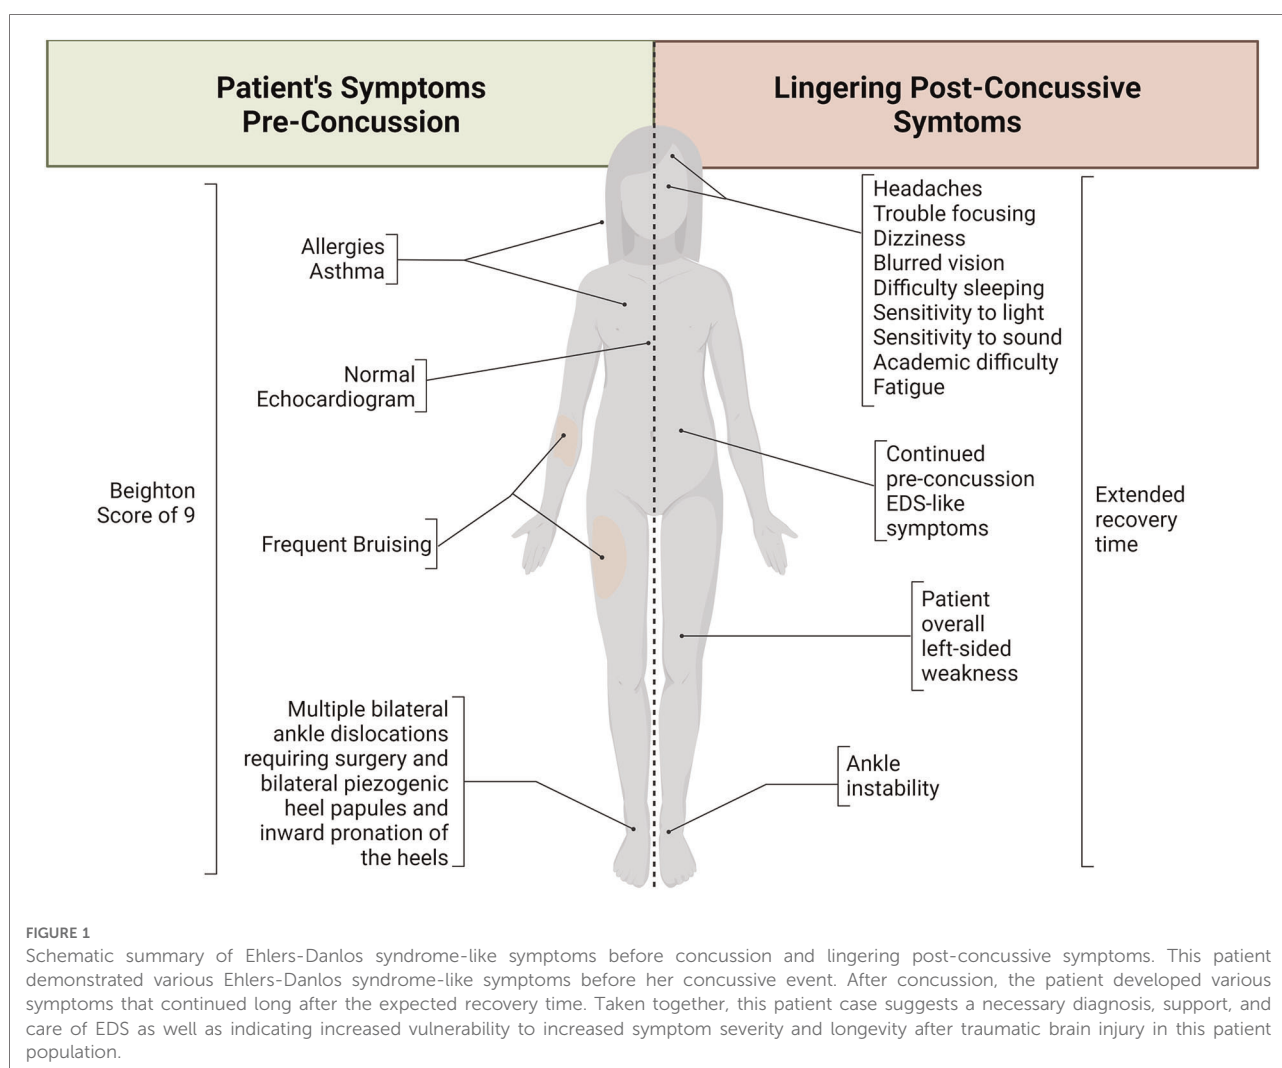 Patient's Symptoms
Pre-Concussion
Lingering Post-Concussive
Symtoms
Beighton
Score of 9
Allergies
Asthma
Normal
Echocardiogram
Frequent Bruising
Multiple bilateral
ankle dislocations
requiring surgery and
bilateral piezogenic
heel papules and
inward pronation of
the heels
Headaches
Trouble focusing
Dizziness
Blurred vision
Difficulty sleeping
Sensitivity to light
Sensitivity to sound
Academic difficulty
Fatigue
Continued
pre-concussion
EDS-like
symptoms
Patient
overall
left-sided
weakness
Ankle
instability
Extended
recovery
time
FIGURE 1
Schematic summary of Ehlers-Danlos syndrome-like symptoms before concussion and lingering post-concussive symptoms. This patient
demonstrated various Ehlers-Danlos syndrome-like symptoms before her concussive event. After concussion, the patient developed various
symptoms that continued long after the expected recovery time. Taken together, this patient case suggests a necessary diagnosis, support, and
care of EDS as well as indicating increased vulnerability to increased symptom severity and longevity after traumatic brain injury in this patient
population.